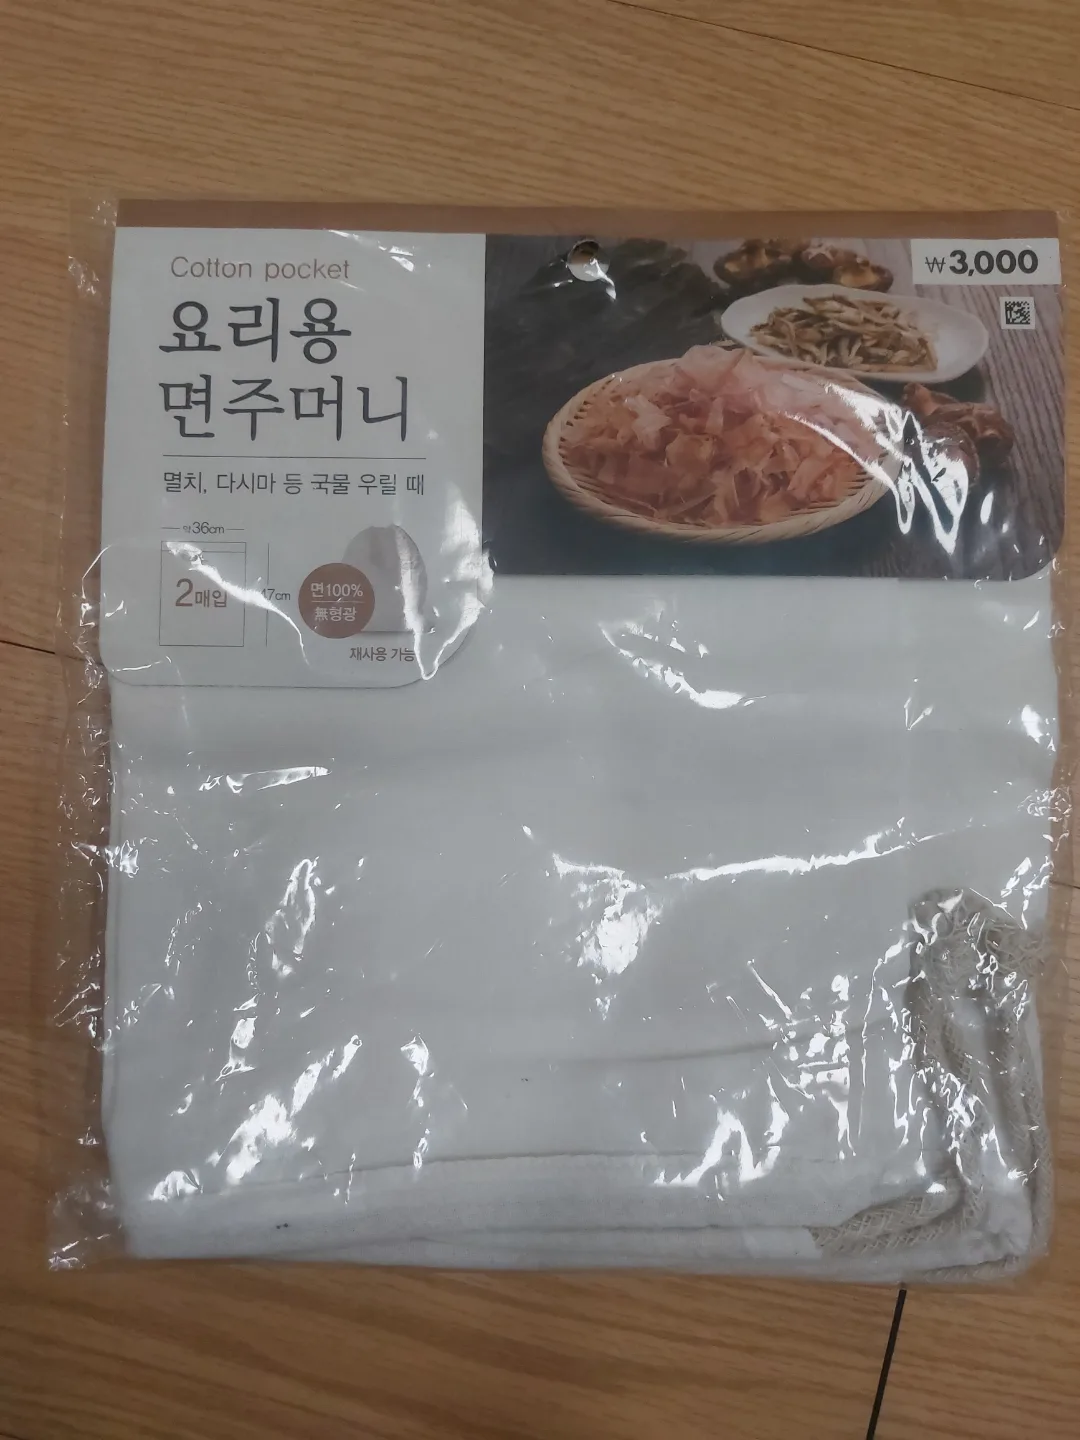 Cotton pocket
₩3,000
요리용
면주머니
멸치, 다시마 등 국물 우릴 때
약36cm
2매입
47cm
면100%
無형광
재사용 가능